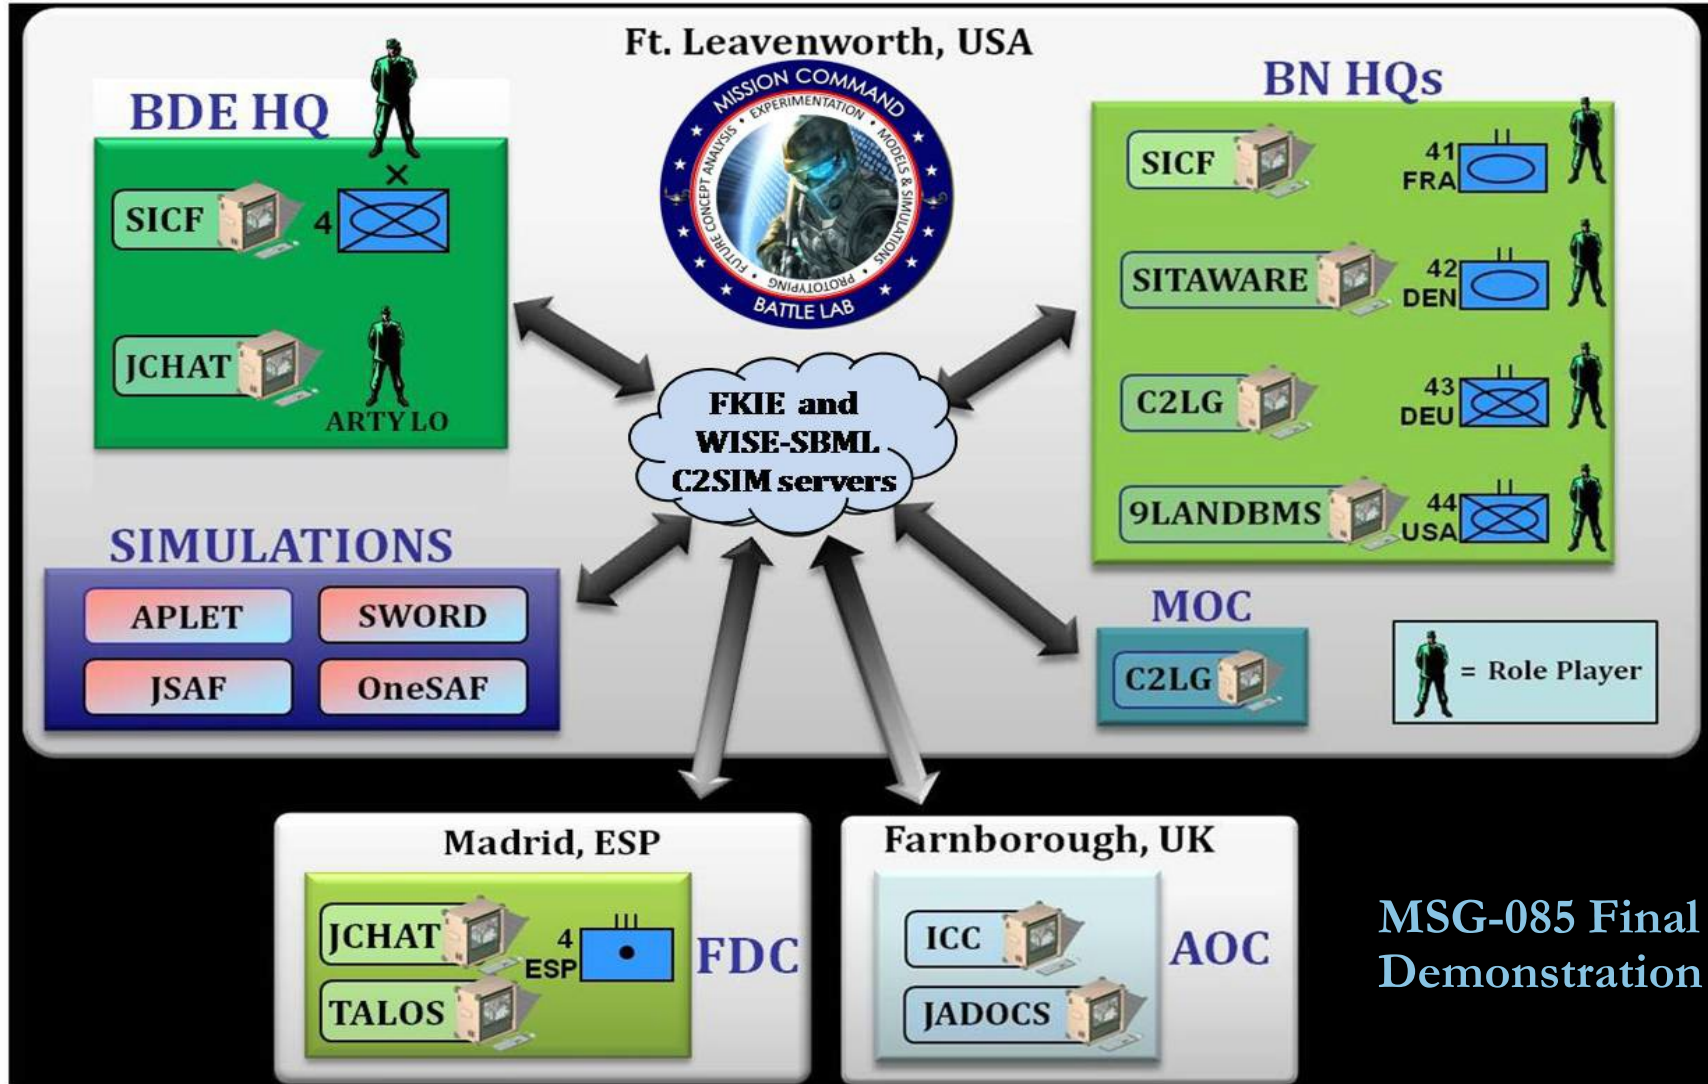 Ft. Leavenworth, USA
MISSION COMMAND
BATTLE LAB
EXPERIMENTATION • MODELS & SIMULATIONS • PROTOTYPING • FUTURE CONCEPT ANALYSIS •
BDE HQ
SICF
4
JCHAT
ARTY LO
BN HQs
SICF
41
FRA
SITAWARE
42
DEN
C2LG
43
DEU
9LANDBMS
44
USA
FKIE and
WISE-SBML
C2SIM servers
SIMULATIONS
APLET
SWORD
JSAF
OneSAF
MOC
C2LG
= Role Player
Madrid, ESP
JCHAT
4
ESP
TALOS
FDC
Farnborough, UK
ICC
JADOCS
AOC
MSG-085 Final
Demonstration